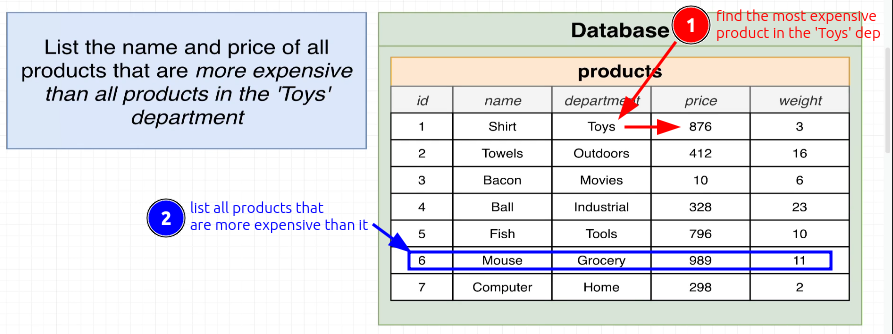 List the name and price of all
products that are more expensive
than all products in the 'Toys'
department
Database
1
find the most expensive
product in the 'Toys' dep
products
id name department price weight
1 Shirt Toys 876 3
2 Towels Outdoors 412 16
3 Bacon Movies 10 6
4 Ball Industrial 328 23
5 Fish Tools 796 10
6 Mouse Grocery 989 11
7 Computer Home 298 2
2
list all products that
are more expensive than it